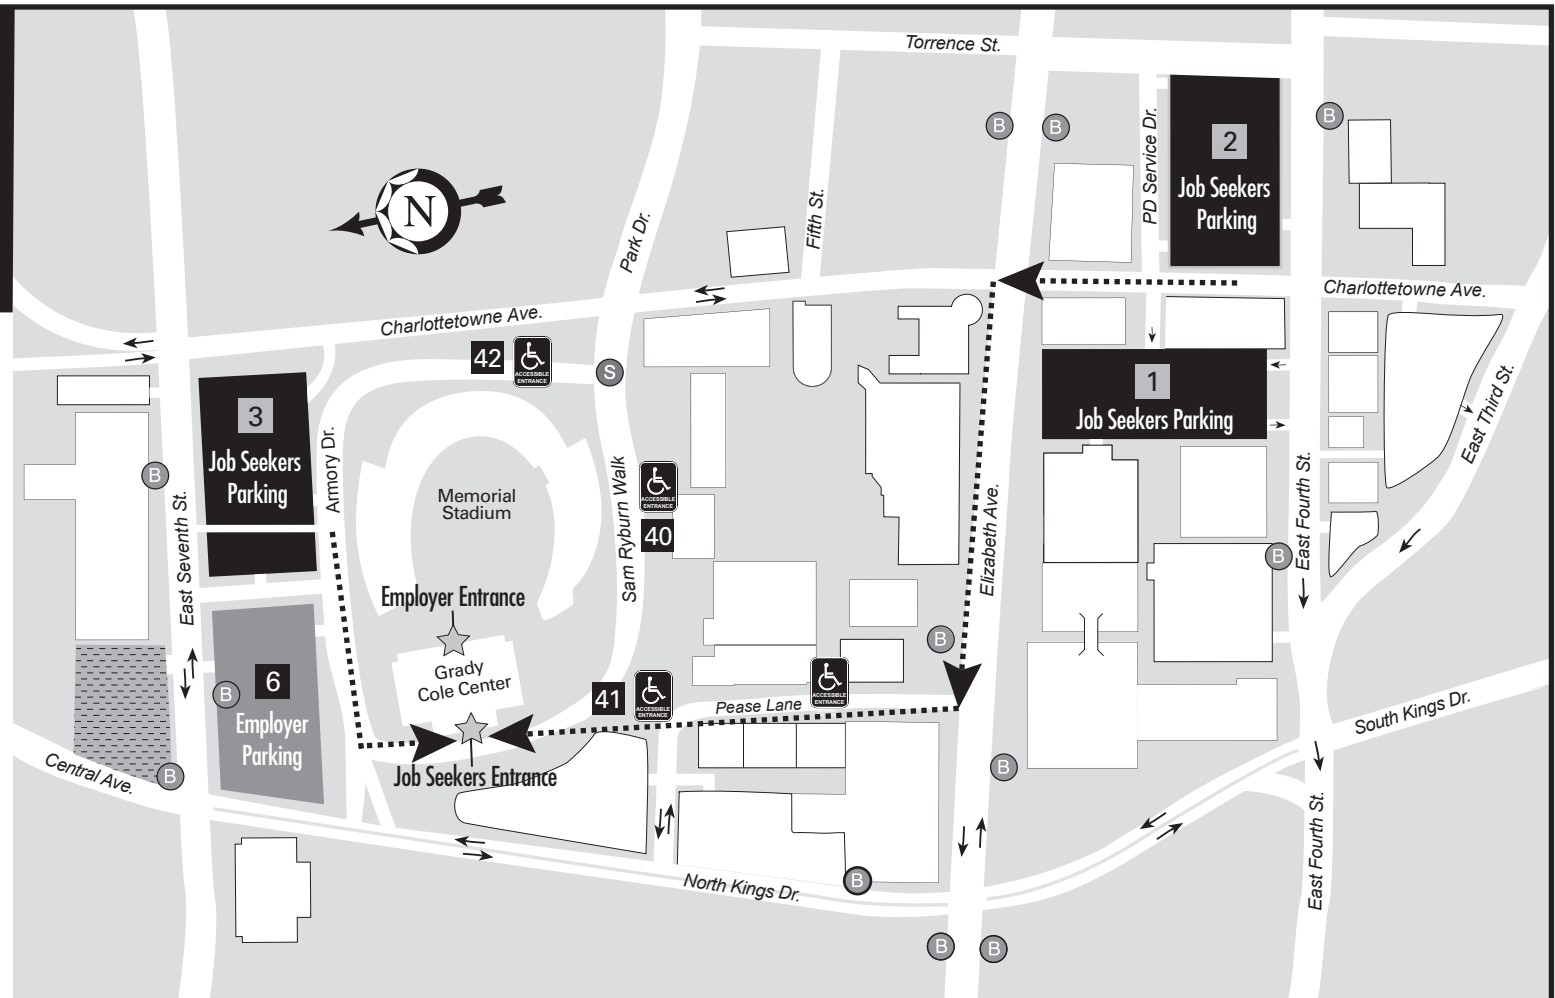 Torrence St.
B
B
B
PD Service Dr.
2
Job Seekers
Parking
N
Park Dr.
Fifth St.
Charlottetowne Ave.
Charlottetowne Ave.
42
ACCESSIBLE
ENTRANCE
S
3
Job Seekers
Parking
Armory Dr.
1
Job Seekers Parking
East Third St.
B
East Seventh St.
Memorial
Stadium
Sam Ryburn Walk
ACCESSIBLE
ENTRANCE
40
Elizabeth Ave.
East Fourth St.
B
Employer Entrance
B
Grady
Cole Center
6
Employer
Parking
B
41
ACCESSIBLE
ENTRANCE
Pease Lane
ACCESSIBLE
ENTRANCE
South Kings Dr.
Central Ave.
B
Job Seekers Entrance
B
East Fourth St.
North Kings Dr.
B
B
B